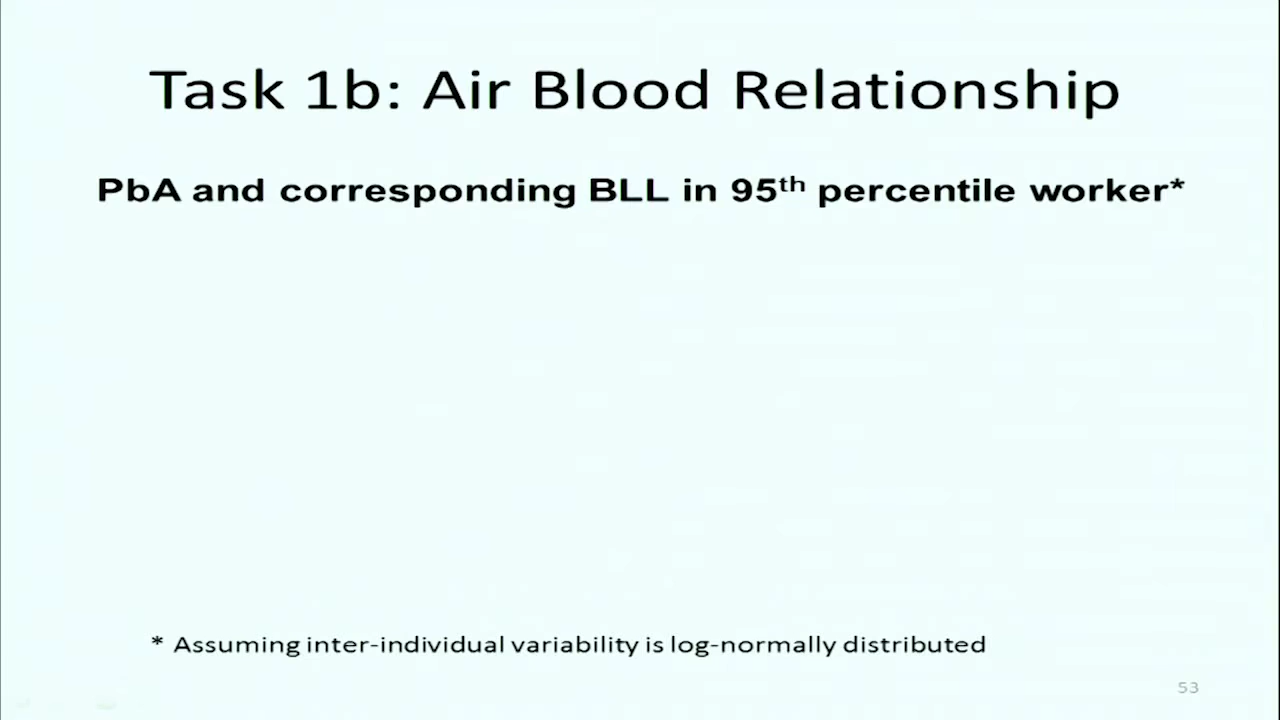 Task 1b: Air Blood Relationship
PbA and corresponding BLL in 95th percentile worker*
* Assuming inter-individual variability is log-normally distributed
53